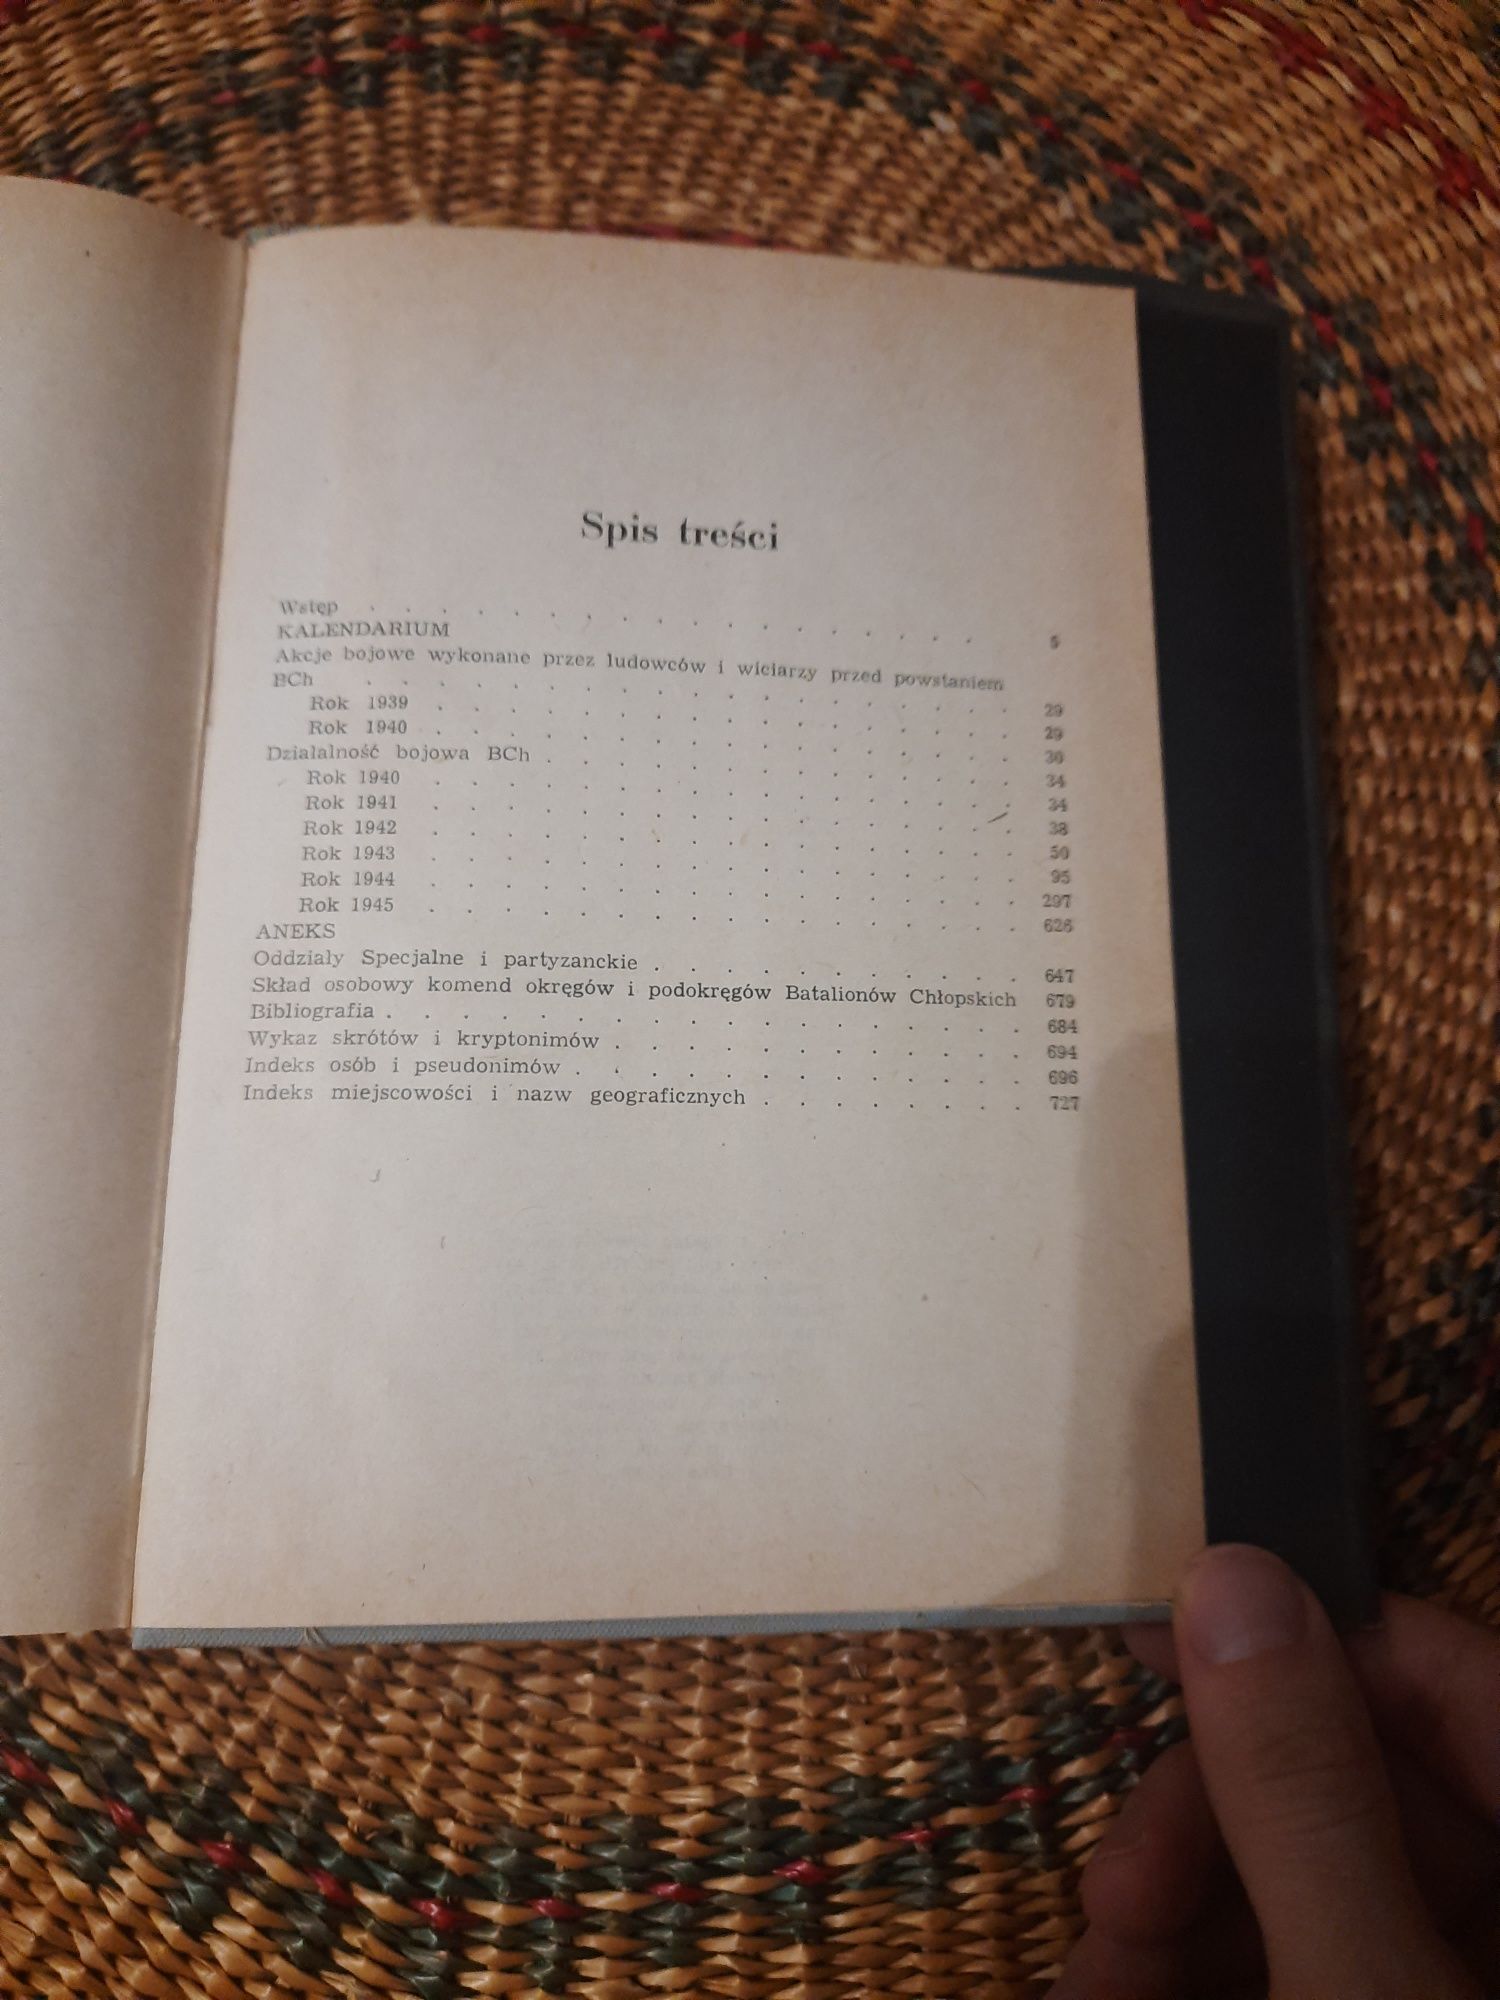 Spis treści
Wstęp . . . . . . . . . . . . . . . . . 5
KALENDARIUM
Akcje bojowe wykonane przez ludowców i wiciarzy przed powstaniem
BCh . . . . . . . . . . . . . . . . . . 29
Rok 1939 . . . . . . . . . . . . . . . . 29
Rok 1940 . . . . . . . . . . . . . . . . 30
Działalność bojowa BCh . . . . . . . . . . . . . 34
Rok 1940 . . . . . . . . . . . . . . . . 34
Rok 1941 . . . . . . . . . . . . . . . . 38
Rok 1942 . . . . . . . . . . . . . . . . 50
Rok 1943 . . . . . . . . . . . . . . . . 95
Rok 1944 . . . . . . . . . . . . . . . . 297
Rok 1945 . . . . . . . . . . . . . . . . 626
ANEKS
Oddziały Specjalne i partyzanckie . . . . . . . . . . 647
Skład osobowy komend okręgów i podokręgów Batalionów Chłopskich 679
Bibliografia . . . . . . . . . . . . . . . . . 684
Wykaz skrótów i kryptonimów . . . . . . . . . . . 694
Indeks osób i pseudonimów . . . . . . . . . . . . 696
Indeks miejscowości i nazw geograficznych . . . . . . . . 727